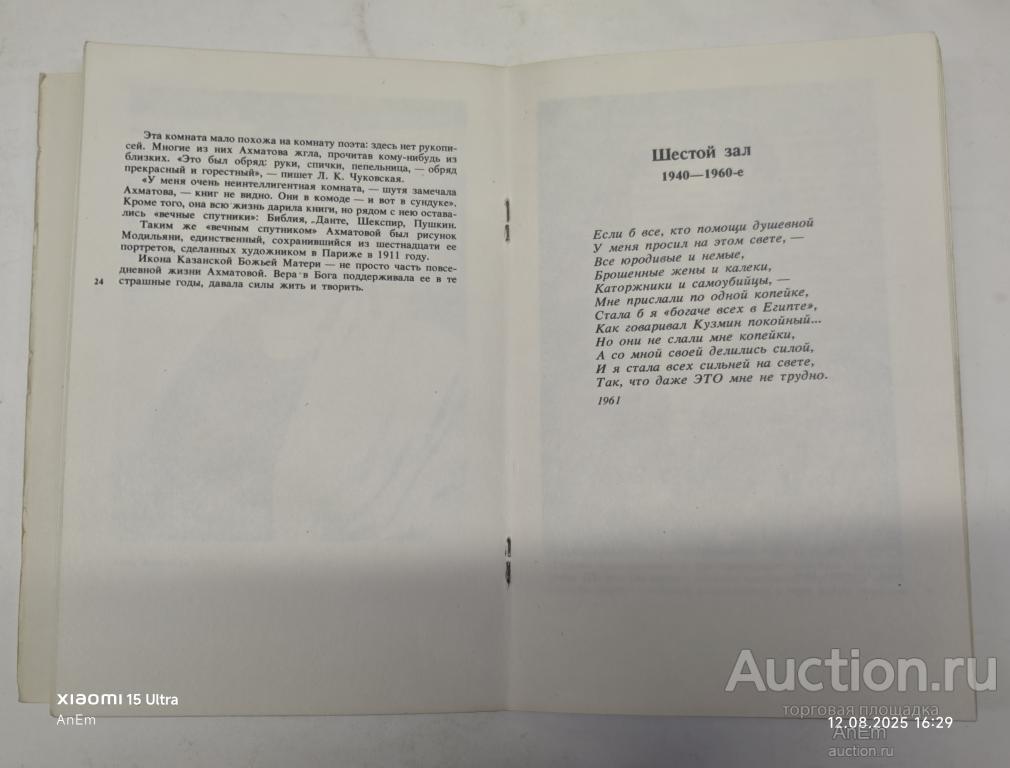 Эта комната мало похожа на комнату поэта: здесь нет рукопи-
сей. Многие из них Ахматова жгла, прочитав кому-нибудь из
близких. «Это был обряд: руки, спички, пепельница, — обряд
прекрасный и горестный», — пишет Л. К. Чуковская.
«У меня очень неинтеллигентная комната, — шутя замечала
Ахматова, — книг не видно. Они в комоде — и вот в сундуке».
Кроме того, она всю жизнь дарила книги, но рядом с нею остава-
лись «вечные спутники»: Библия, Данте, Шекспир, Пушкин.
Таким же «вечным спутником» Ахматовой был рисунок
Модильяни, единственный, сохранившийся из шестнадцати ее
портретов, сделанных художником в Париже в 1911 году.
Икона Казанской Божьей Матери — не просто часть повсе-
дневной жизни Ахматовой. Вера в Бога поддерживала ее в те
страшные годы, давала силы жить и творить.
24
Шестой зал
1940—1960-е
Если б все, кто помощи душевной
У меня просил на этом свете, —
Все юродивые и немые,
Брошенные жены и калеки,
Каторжники и самоубийцы, —
Мне прислали по одной копейке,
Стала б я «богаче всех в Египте»,
Как говаривал Кузмин покойный...
Но они не слали мне копейки,
А со мной своей делились силой,
И я стала всех сильней на свете,
Так, что даже ЭТО мне не трудно.
1961
Auction.ru
торговая площадка
xiaomi 15 Ultra
AnEm
12.08.2025 16:29
AnEm
auction.ru